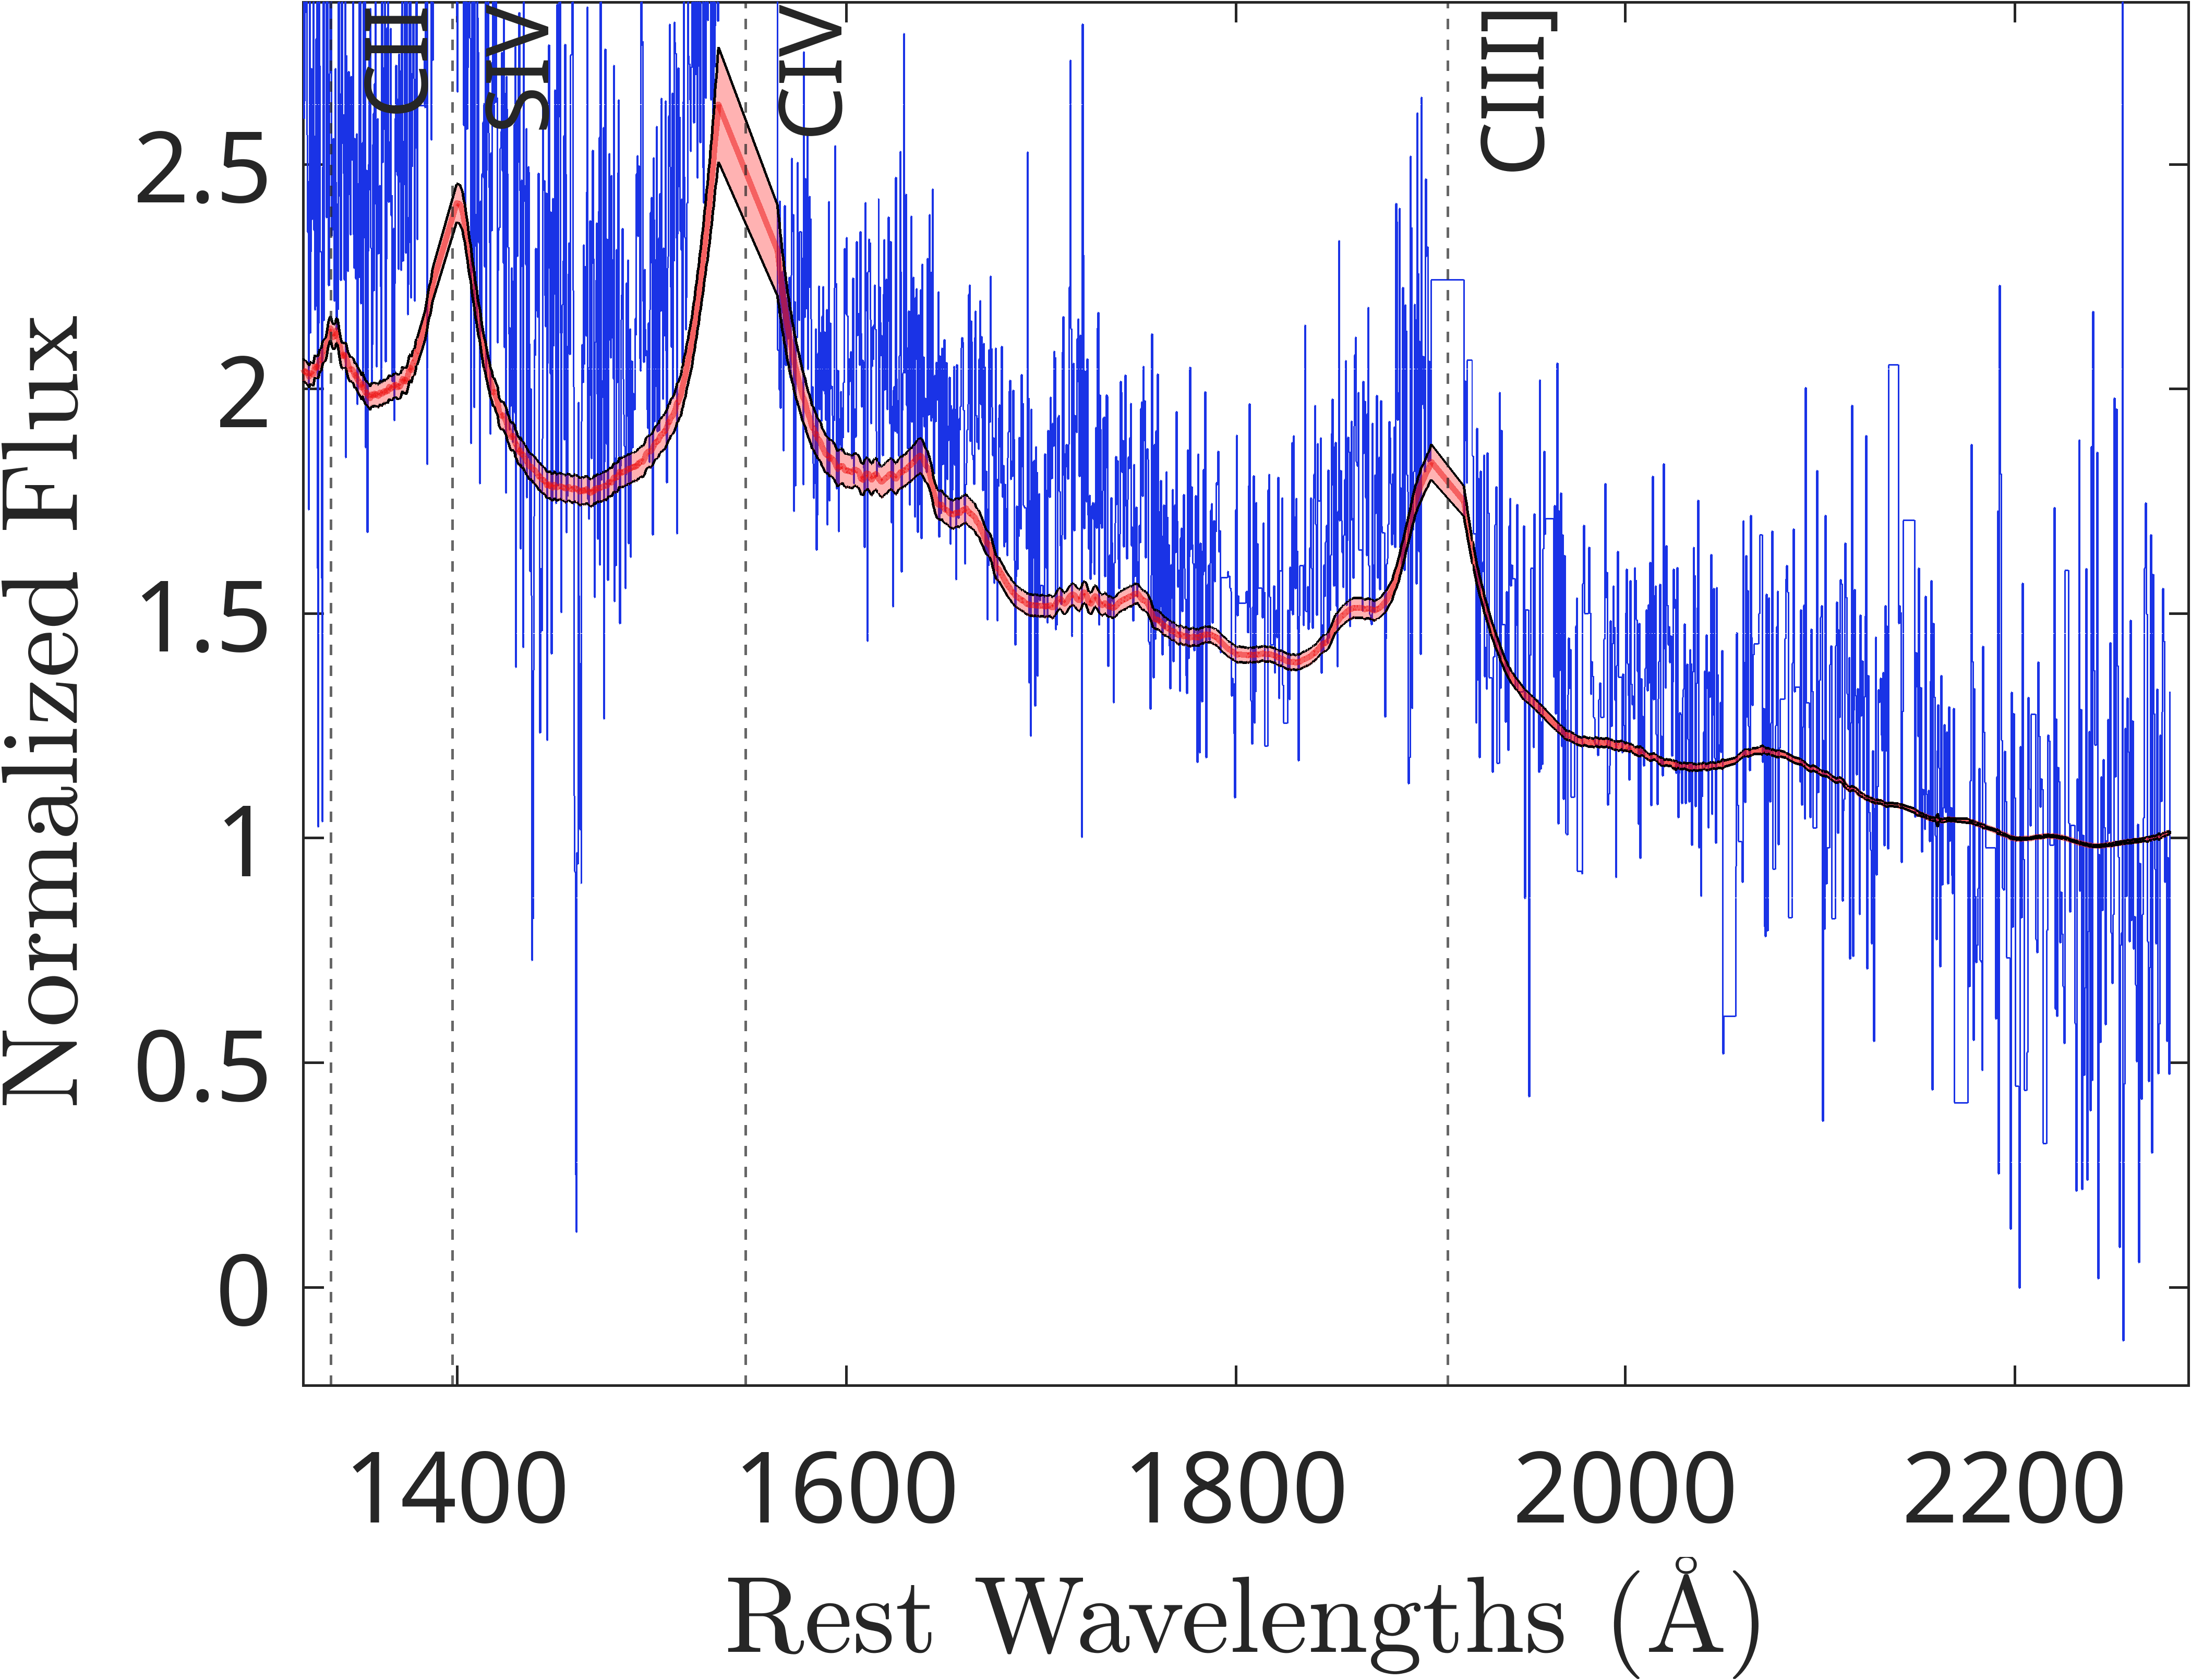 CII
SIV
CIV
CIII]
2.5
2
1.5
1
0.5
0
Normalized Flux
1400 1600 1800 2000 2200
Rest Wavelengths (Å)